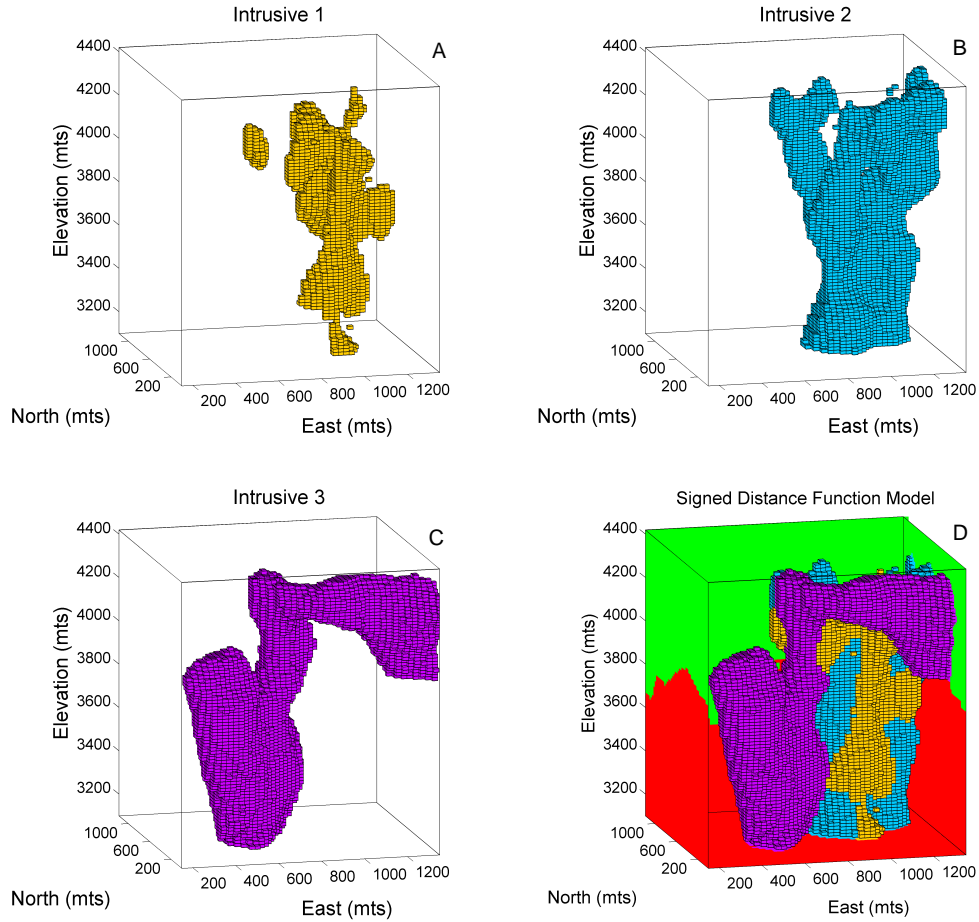 Intrusive 1
A
4400
4200
4000
3800
3600
3400
3200
Elevation (mts)
1000
600
200
North (mts)
200 400 600 800 1000 1200
East (mts)
Intrusive 2
B
4400
4200
4000
3800
3600
3400
3200
Elevation (mts)
1000
600
200
North (mts)
200 400 600 800 1000 1200
East (mts)
Intrusive 3
C
4400
4200
4000
3800
3600
3400
3200
Elevation (mts)
1000
600
200
North (mts)
200 400 600 800 1000 1200
East (mts)
Signed Distance Function Model
D
4400
4200
4000
3800
3600
3400
3200
Elevation (mts)
1000
600
200
North (mts)
200 400 600 800 1000 1200
East (mts)